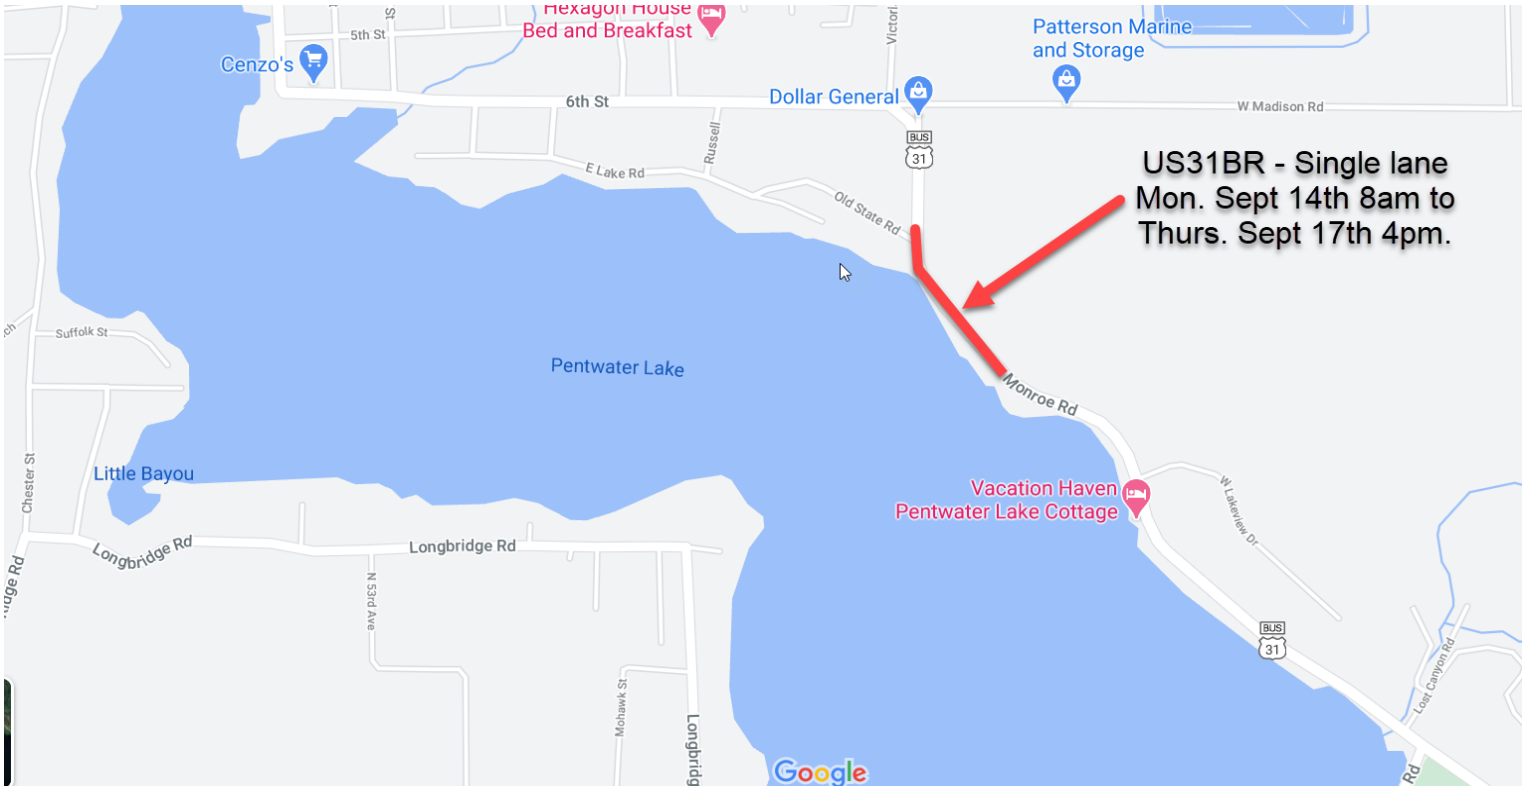 Hexagon House
Bed and Breakfast
St
5th St
Cenzo's
Patterson Marine
and Storage
Dollar General
6th St
W Madison Rd
BUS
31
Russell
E Lake Rd
Old State Rd
US31BR - Single lane
Mon. Sept 14th 8am to
Thurs. Sept 17th 4pm.
Suffolk St
Pentwater Lake
Monroe Rd
Little Bayou
Chester St
Vacation Haven
Pentwater Lake Cottage
W Lakeview Dr
Longbridge Rd
Longbridge Rd
N 53rd Ave
BUS
31
Lost Canyon Rd
Mohawk St
Rd
Google